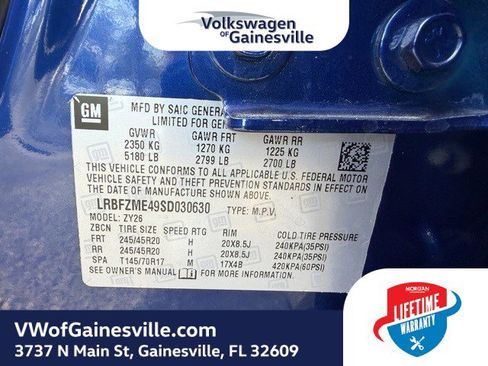 Volkswagen
of Gainesville
GM
MFD BY SAIC GENERAL
LIMITED FOR GEN
GVWR GAWR FRT GAWR RR
2350 KG 1270 KG 1225 KG
5180 LB 2799 LB 2700 LB
THIS VEHICLE CONFORMS TO ALL APPLICABLE U.S. FEDERAL MOTOR
VEHICLE SAFETY AND THEFT PREVENTION STANDARDS IN EFFECT ON
THE DATE OF MANUFACTURE SHOWN ABOVE.
LRBFZME49SD030630 TYPE: M.P.V.
MODEL: ZY26
ZBCN TIRE SIZE SPEED RTG RIM COLD TIRE PRESSURE
FRT 245/45R20 H 20X8.5J 240KPA(35PSI)
RR 245/45R20 H 20X8.5J 240KPA(35PSI)
SPA T145/70R17 M 17X4B 420KPA(60PSI)
SEE OWNER'S MANUAL FOR MORE INFORMATION.
VWofGainesville.com
3737 N Main St, Gainesville, FL 32609
MORGAN
LIFETIME
WARRANTY